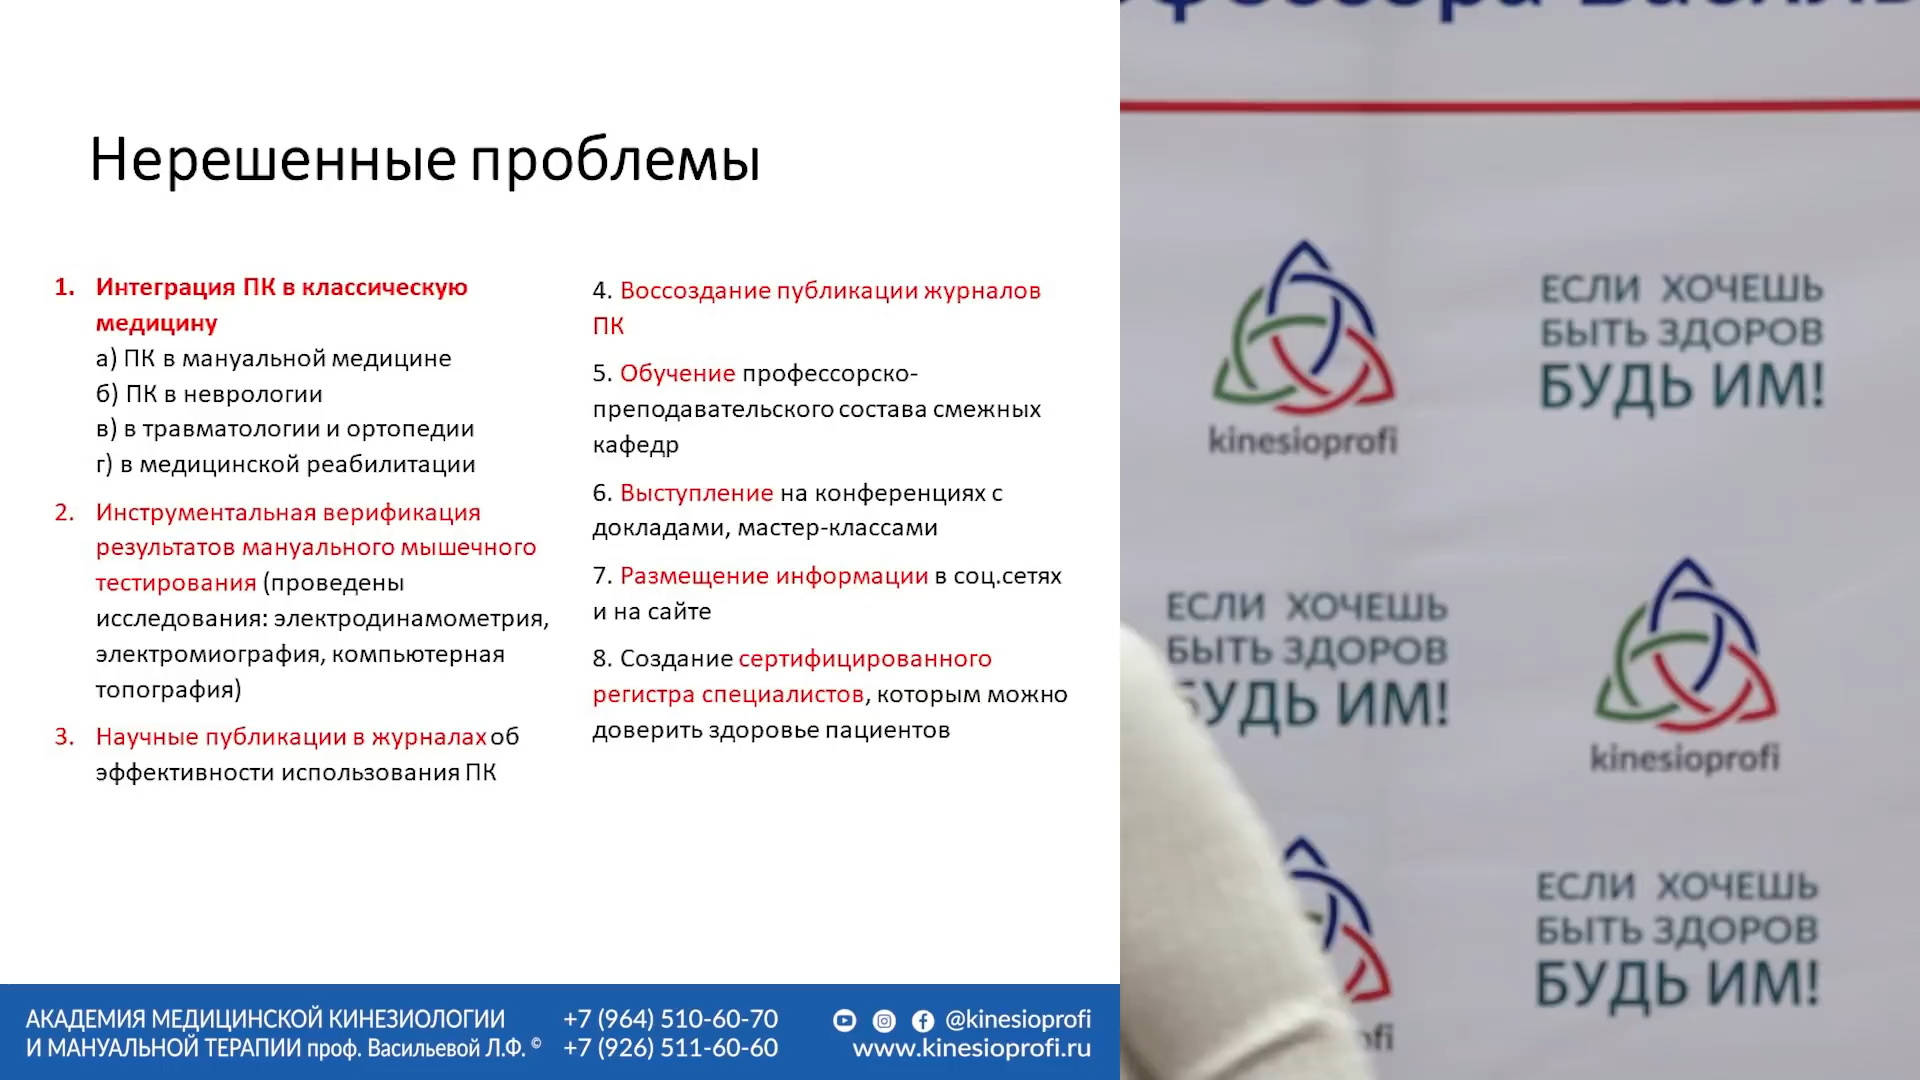 Нерешенные проблемы
1. Интеграция ПК в классическую
медицину
а) ПК в мануальной медицине
б) ПК в неврологии
в) в травматологии и ортопедии
г) в медицинской реабилитации
2. Инструментальная верификация
результатов мануального мышечного
тестирования (проведены
исследования: электродинамометрия,
электромиография, компьютерная
топография)
3. Научные публикации в журналах об
эффективности использования ПК
4. Воссоздание публикации журналов
ПК
5. Обучение профессорско-
преподавательского состава смежных
кафедр
6. Выступление на конференциях с
докладами, мастер-классами
7. Размещение информации в соц.сетях
и на сайте
8. Создание сертифицированного
регистра специалистов, которым можно
доверить здоровье пациентов
АКАДЕМИЯ МЕДИЦИНСКОЙ КИНЕЗИОЛОГИИ
И МАНУАЛЬНОЙ ТЕРАПИИ проф. Васильевой Л.Ф. ©
+7 (964) 510-60-70
+7 (926) 511-60-60
@kinesioprofi
www.kinesioprofi.ru
kinesioprofi
ЕСЛИ ХОЧЕШЬ
БЫТЬ ЗДОРОВ
БУДЬ ИМ!
ЕСЛИ ХОЧЕШЬ
БЫТЬ ЗДОРОВ
БУДЬ ИМ!
kinesioprofi
ЕСЛИ ХОЧЕШЬ
БЫТЬ ЗДОРОВ
БУДЬ ИМ!